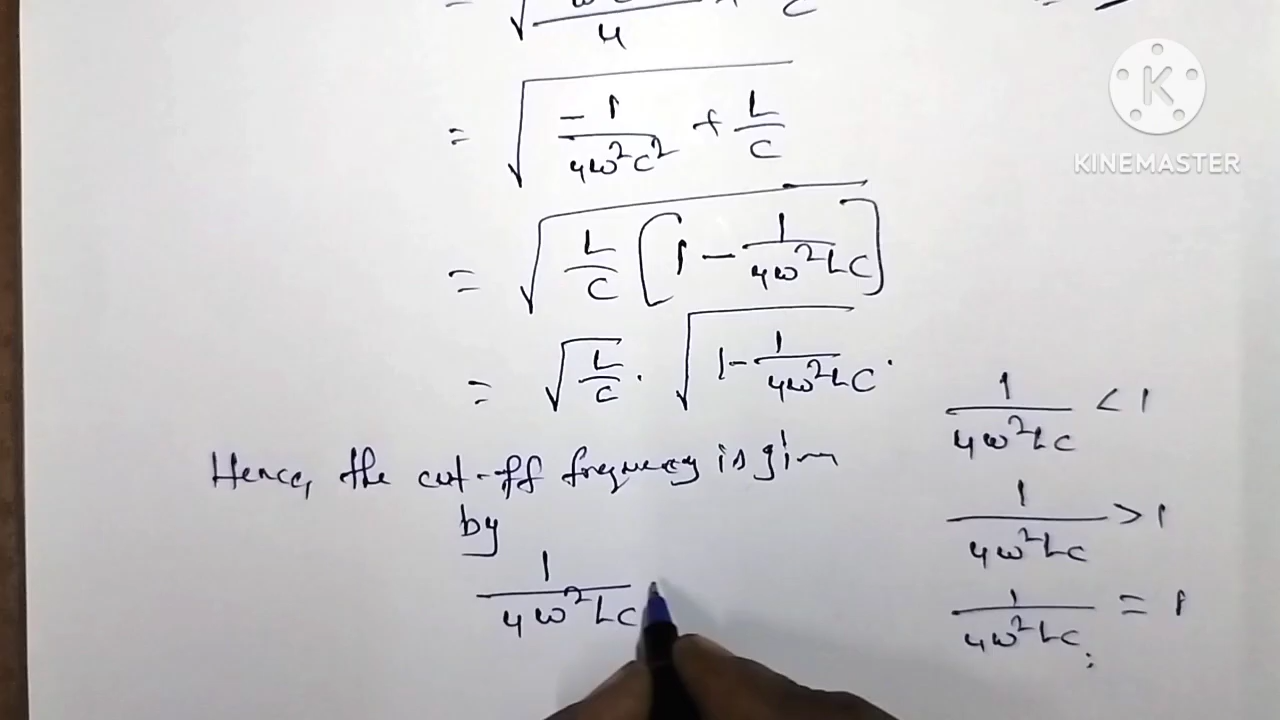 = √( / 4 + / C)
= √(-1/4ω²C² + L/C)
= √(L/C [1 - 1/4ω²LC])
= √(L/C) . √(1 - 1/4ω²LC) .
Hence, the cut-off frequency is given
by
1/4ω²LC
1/4ω²LC < 1
1/4ω²LC > 1
1/4ω²LC = 1
K
KINEMASTER